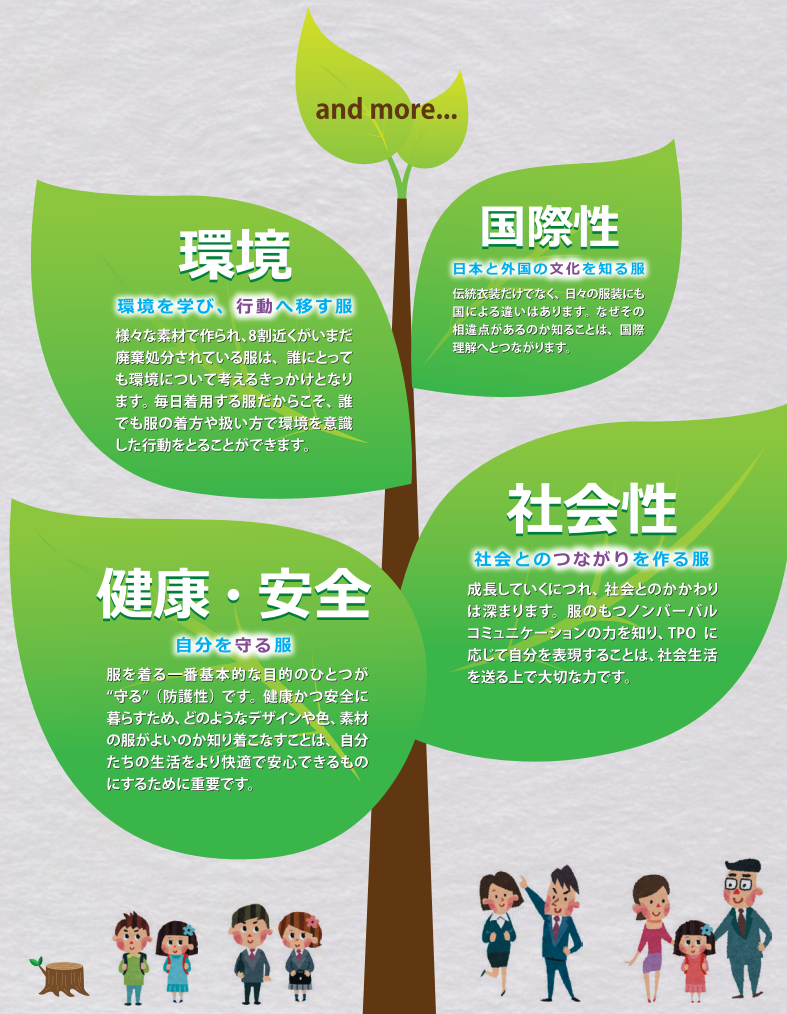 and more...
環境
環境を学び、行動へ移す服
様々な素材で作られ、8割近くがいまだ
廃棄処分されている服は、誰にとって
も環境について考えるきっかけとなり
ます。毎日着用する服だからこそ、誰
でも服の着方や扱い方で環境を意識
した行動をとることができます。
国際性
日本と外国の文化を知る服
伝統衣装だけでなく、日々の服装にも
国による違いはあります。なぜその
相違点があるのか知ることは、国際
理解へとつながります。
社会性
社会とのつながりを作る服
成長していくにつれ、社会とのかかわり
は深まります。服のもつノンバーバル
コミュニケーションの力を知り、TPO に
応じて自分を表現することは、社会生活
を送る上で大切な力です。
健康・安全
自分を守る服
服を着る一番基本的な目的のひとつが
“守る”（防護性）です。健康かつ安全に
暮らすため、どのようなデザインや色、素材
の服がよいのか知り着こなすことは、自分
たちの生活をより快適で安心できるもの
にするために重要です。